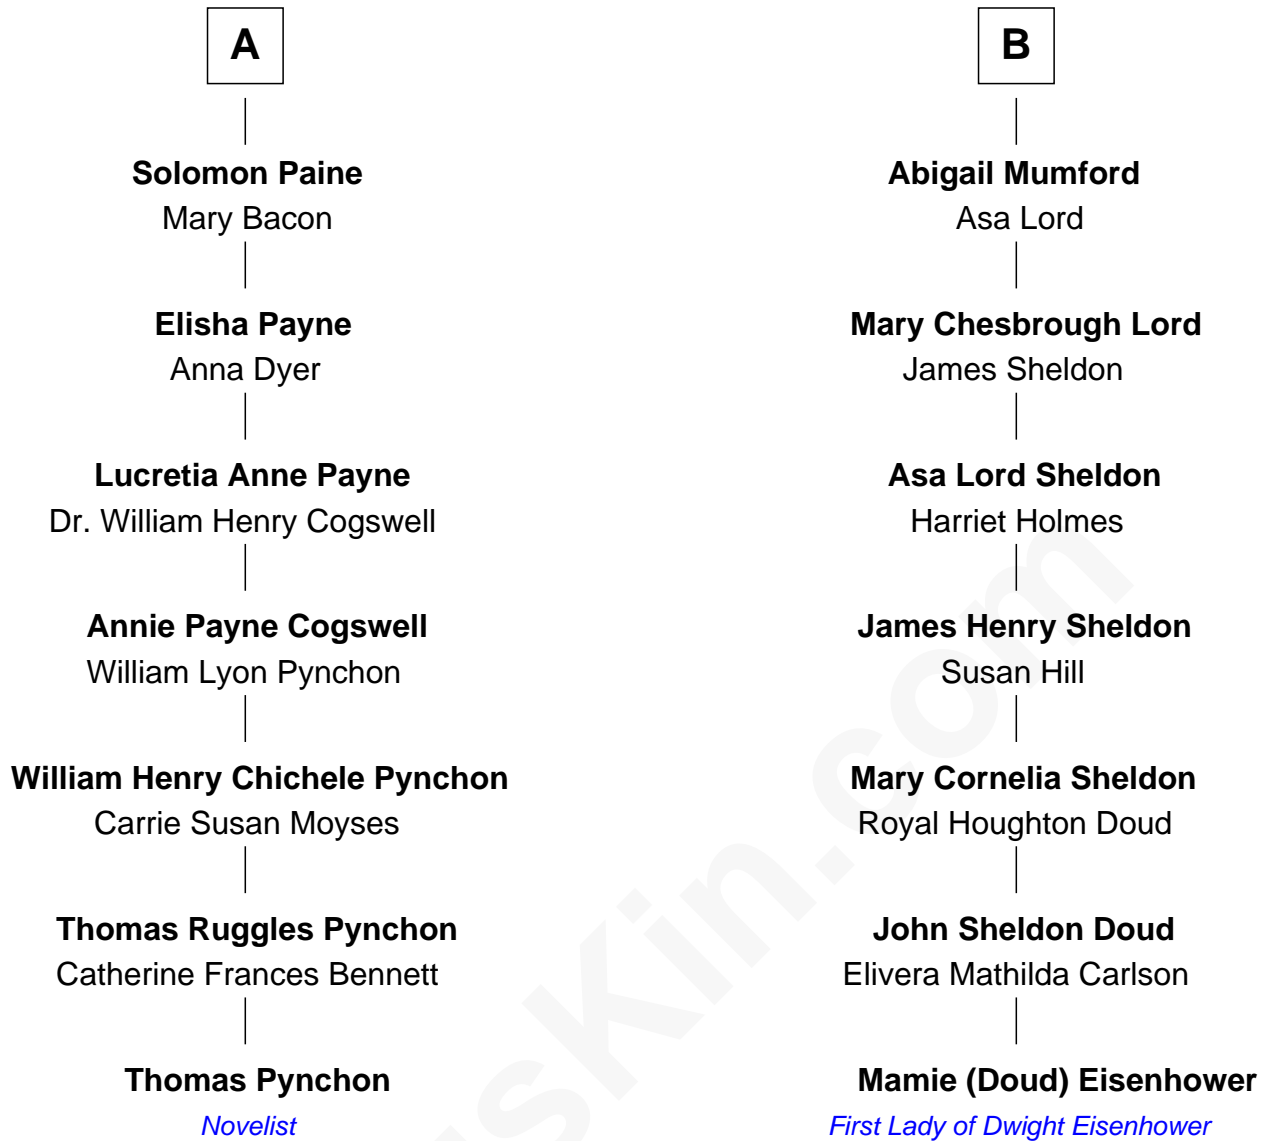 A
Solomon Paine
Mary Bacon
Elisha Payne
Anna Dyer
Lucretia Anne Payne
Dr. William Henry Cogswell
Annie Payne Cogswell
William Lyon Pynchon
William Henry Chichele Pynchon
Carrie Susan Moyses
Thomas Ruggles Pynchon
Catherine Frances Bennett
Thomas Pynchon
Novelist
B
Abigail Mumford
Asa Lord
Mary Chesbrough Lord
James Sheldon
Asa Lord Sheldon
Harriet Holmes
James Henry Sheldon
Susan Hill
Mary Cornelia Sheldon
Royal Houghton Doud
John Sheldon Doud
Elivera Mathilda Carlson
Mamie (Doud) Eisenhower
First Lady of Dwight Eisenhower